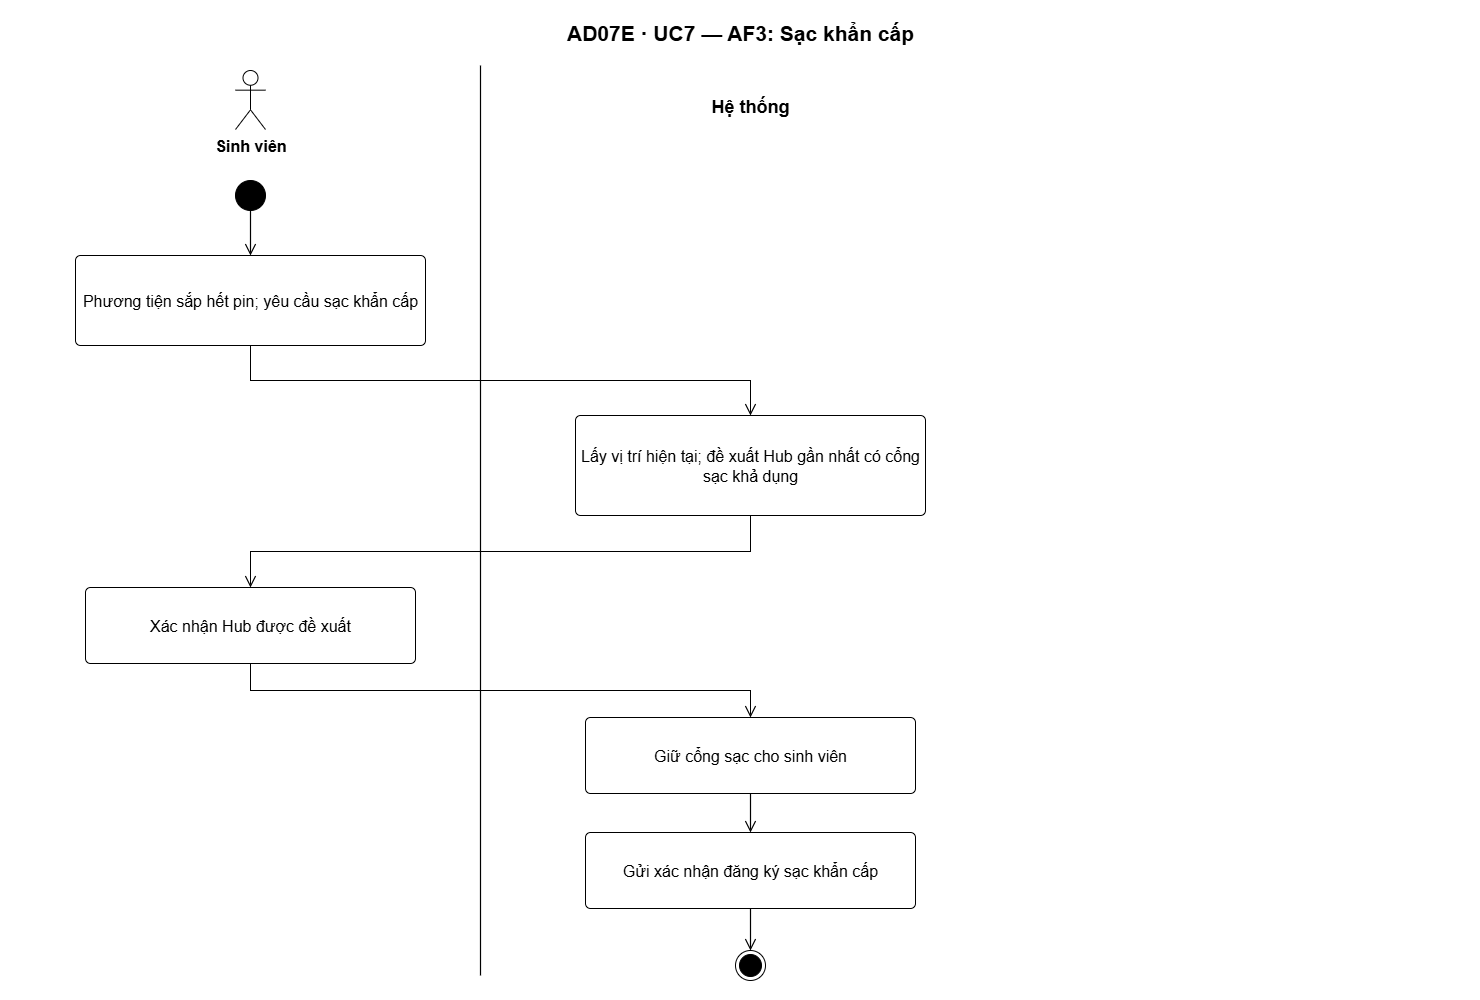 AD07E · UC7 — AF3: Sạc khẩn cấp
Hệ thống
Sinh viên
Phương tiện sắp hết pin; yêu cầu sạc khẩn cấp
Lấy vị trí hiện tại; đề xuất Hub gần nhất có cổng
sạc khả dụng
Xác nhận Hub được đề xuất
Giữ cổng sạc cho sinh viên
Gửi xác nhận đăng ký sạc khẩn cấp